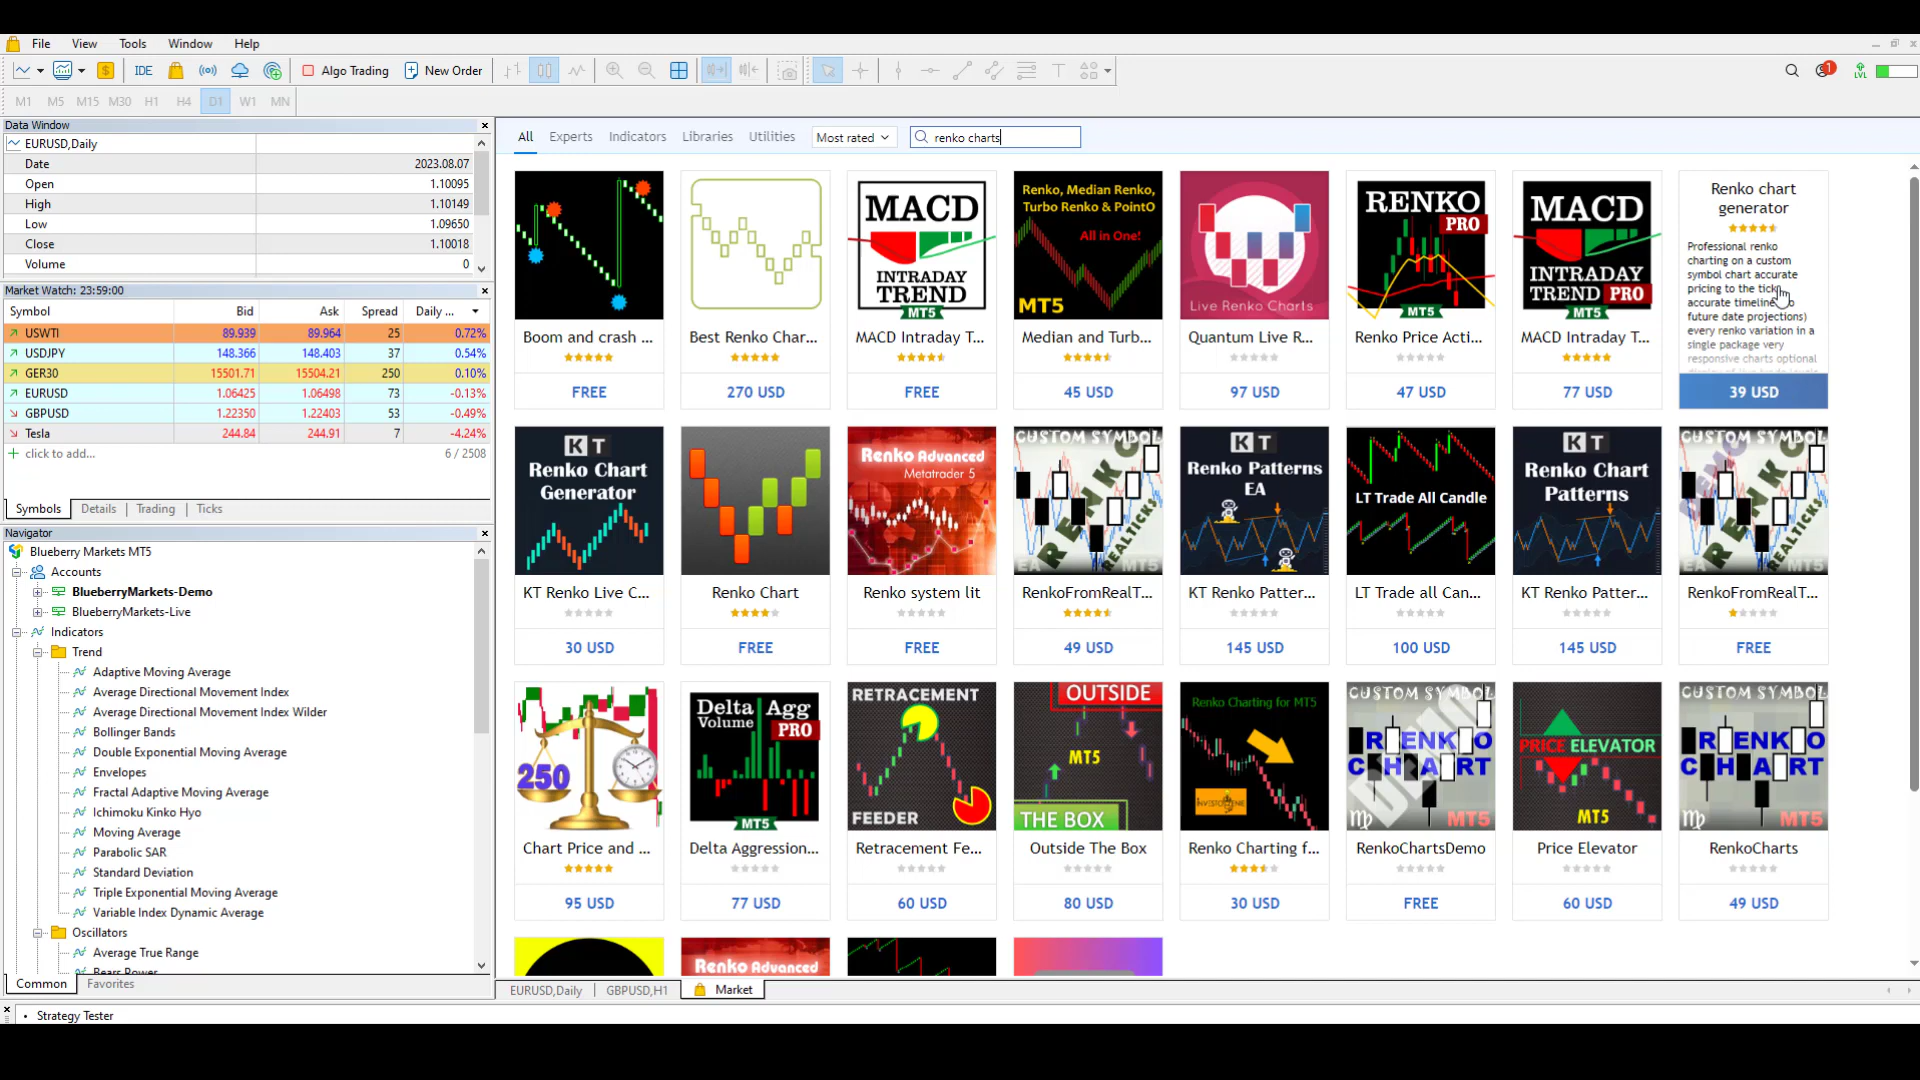 File View Tools Window Help
IDE Algo Trading New Order T 1 LVL
M1 M5 M15 M30 H1 H4 D1 W1 MN
Data Window
EURUSD,Daily
Date 2023.08.07
Open 1.10095
High 1.10149
Low 1.09650
Close 1.10018
Volume 0
Market Watch: 23:59:00
Symbol Bid Ask Spread Daily ...
USWTI 89.939 89.964 25 0.72%
USDJPY 148.366 148.403 37 0.54%
GER30 15501.71 15504.21 250 0.10%
EURUSD 1.06425 1.06498 73 -0.13%
GBPUSD 1.22350 1.22403 53 -0.49%
Tesla 244.84 244.91 7 -4.24%
click to add... 6 / 2508
Symbols Details Trading Ticks
Navigator
Blueberry Markets MT5
Accounts
BlueberryMarkets-Demo
BlueberryMarkets-Live
Indicators
Trend
Adaptive Moving Average
Average Directional Movement Index
Average Directional Movement Index Wilder
Bollinger Bands
Double Exponential Moving Average
Envelopes
Fractal Adaptive Moving Average
Ichimoku Kinko Hyo
Moving Average
Parabolic SAR
Standard Deviation
Triple Exponential Moving Average
Variable Index Dynamic Average
Oscillators
Average True Range
Bears Power
Common Favorites
Strategy Tester
All Experts Indicators Libraries Utilities Most rated renko charts
Boom and crash ...
FREE
Best Renko Char...
270 USD
MACD
INTRADAY
TREND
MT5
MACD Intraday T...
FREE
Renko, Median Renko,
Turbo Renko & PointO
All in One!
MT5
Median and Turb...
45 USD
Live Renko Charts
Quantum Live R...
97 USD
RENKO
PRO
MT5
Renko Price Acti...
47 USD
MACD
INTRADAY
TREND PRO
MT5
MACD Intraday T...
77 USD
Renko chart
generator
Professional renko
charting on a custom
symbol chart accurate
pricing to the tick
accurate timeline
future date projections)
every renko variation in a
single package very
responsive charts optional
39 USD
KT
Renko Chart
Generator
KT Renko Live C...
30 USD
Renko Chart
FREE
Renko Advanced
Metatrader 5
Renko system lit
FREE
CUSTOM SYMBOL
RENKO
REALTICKS
EA MT5
RenkoFromRealT...
49 USD
KT
Renko Patterns
EA
KT Renko Patter...
145 USD
LT Trade All Candle
LT Trade all Can...
100 USD
KT
Renko Chart
Patterns
KT Renko Patter...
145 USD
CUSTOM SYMBOL
DEMO
RENKO
REALTICKS
EA MT5
RenkoFromRealT...
FREE
250
Chart Price and ...
95 USD
Delta Agg
Volume PRO
MT5
Delta Aggression...
77 USD
RETRACEMENT
FEEDER
Retracement Fe...
60 USD
OUTSIDE
MT5
THE BOX
Outside The Box
80 USD
Renko Charting for MT5
Renko Charting f...
30 USD
CUSTOM SYMBOL
RENKO
CHART
DEMO
MT5
RenkoChartsDemo
FREE
PRICE ELEVATOR
MT5
Price Elevator
60 USD
CUSTOM SYMBOL
RENKO
CHART
MT5
RenkoCharts
49 USD
Renko Advanced
EURUSD,Daily GBPUSD,H1 Market